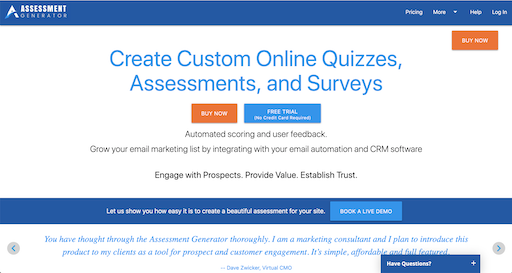 ASSESSMENT
GENERATOR
Pricing More Help Log In
BUY NOW
Create Custom Online Quizzes,
Assessments, and Surveys
BUY NOW
FREE TRIAL
(No Credit Card Required)
Automated scoring and user feedback.
Grow your email marketing list by integrating with your email automation and CRM software
Engage with Prospects. Provide Value. Establish Trust.
Let us show you how easy it is to create a beautiful assessment for your site.
BOOK A LIVE DEMO
You have thought through the Assessment Generator thoroughly. I am a marketing consultant and I plan to introduce this
product to my clients as a tool for prospect and customer engagement. It's simple, affordable and full featured.
-- Dave Zwicker, Virtual CMO
Have Questions? +